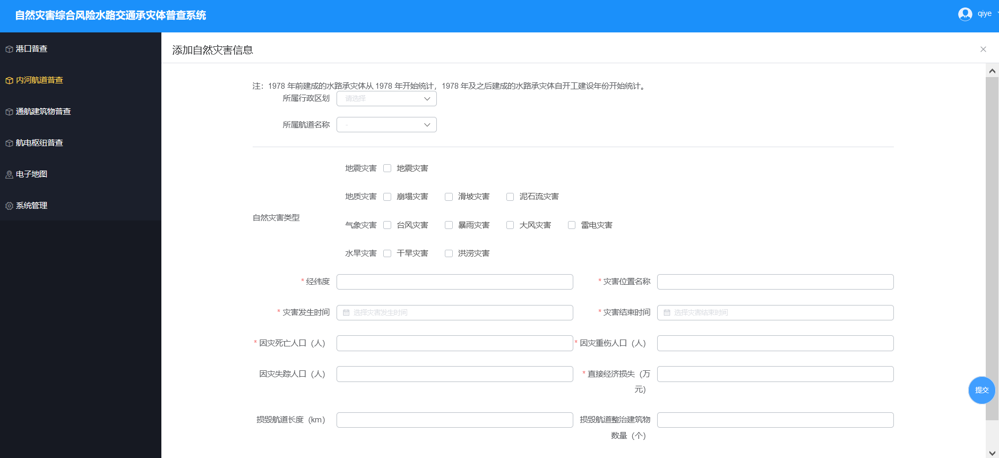 自然灾害综合风险水路交通承灾体普查系统
qiye
港口普查
内河航道普查
通航建筑物普查
航电枢纽普查
电子地图
系统管理
添加自然灾害信息
注：1978 年前建成的水路承灾体从 1978 年开始统计，1978 年及之后建成的水路承灾体自开工建设年份开始统计。
所属行政区划 请选择
所属航道名称 -
自然灾害类型
地震灾害 地震灾害
地质灾害 崩塌灾害 滑坡灾害 泥石流灾害
气象灾害 台风灾害 暴雨灾害 大风灾害 雷电灾害
水旱灾害 干旱灾害 洪涝灾害
* 经纬度 * 灾害位置名称
* 灾害发生时间 选择灾害发生时间 * 灾害结束时间 选择灾害结束时间
* 因灾死亡人口（人） * 因灾重伤人口（人）
因灾失踪人口（人） * 直接经济损失（万
元）
提交
损毁航道长度（km） 损毁航道整治建筑物
数量（个）